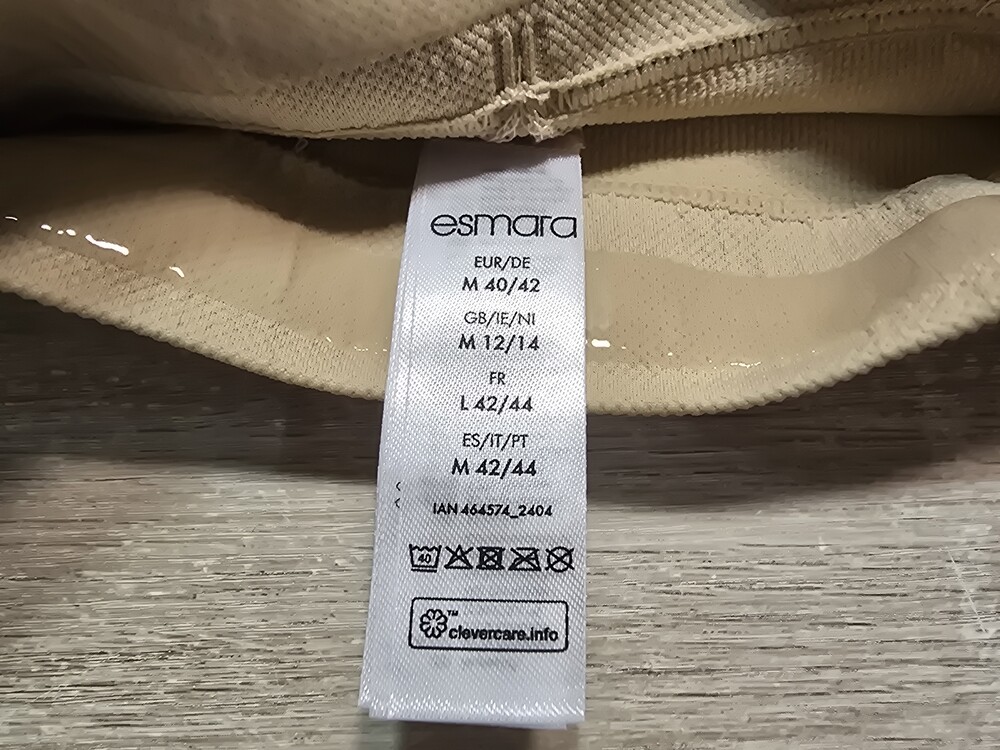 esmara
EUR/DE
M 40/42
GB/IE/NI
M 12/14
FR
L 42/44
ES/IT/PT
M 42/44
IAN 464574_2404
40
™
clevercare.info